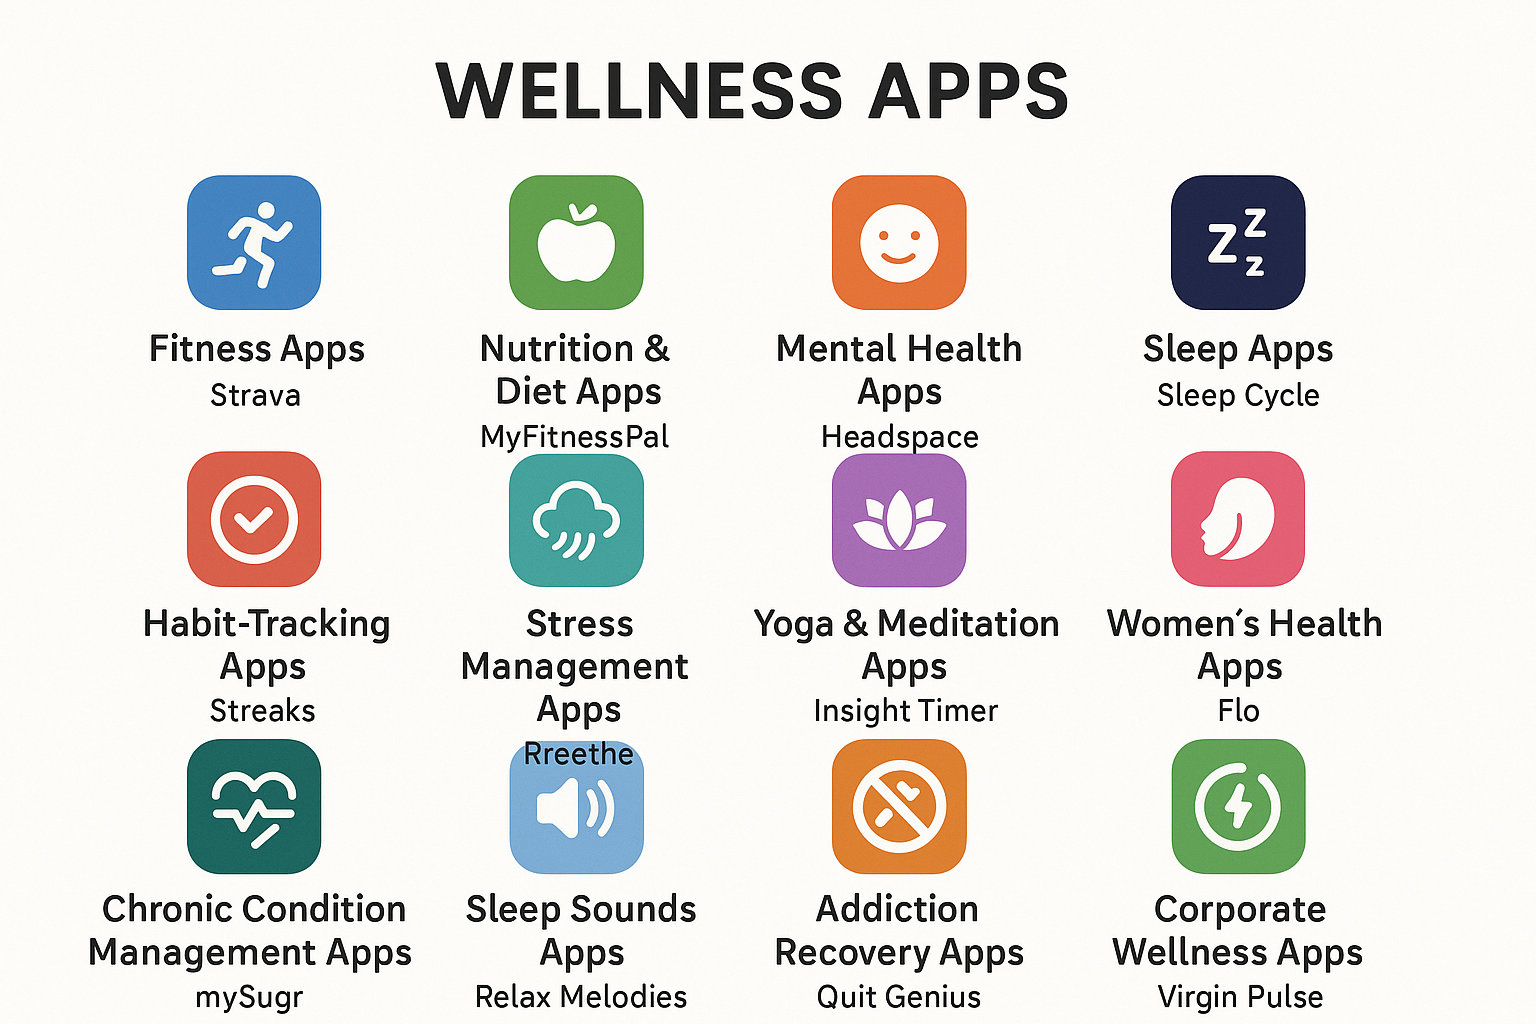 WELLNESS APPS
Fitness Apps
Strava
Nutrition &
Diet Apps
MyFitnessPal
Mental Health
Apps
Headspace
Sleep Apps
Sleep Cycle
Habit-Tracking
Apps
Streaks
Stress
Management
Apps
Rreethe
Yoga & Meditation
Apps
Insight Timer
Women´s Health
Apps
Flo
Chronic Condition
Management Apps
mySugr
Sleep Sounds
Apps
Relax Melodies
Addiction
Recovery Apps
Quit Genius
Corporate
Wellness Apps
Virgin Pulse